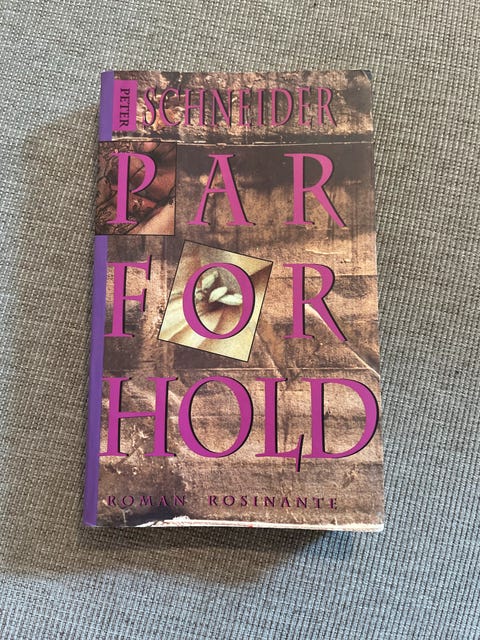 PETER SCHNEIDER
PAR
FOR
HOLD
ROMAN ROSINANTE